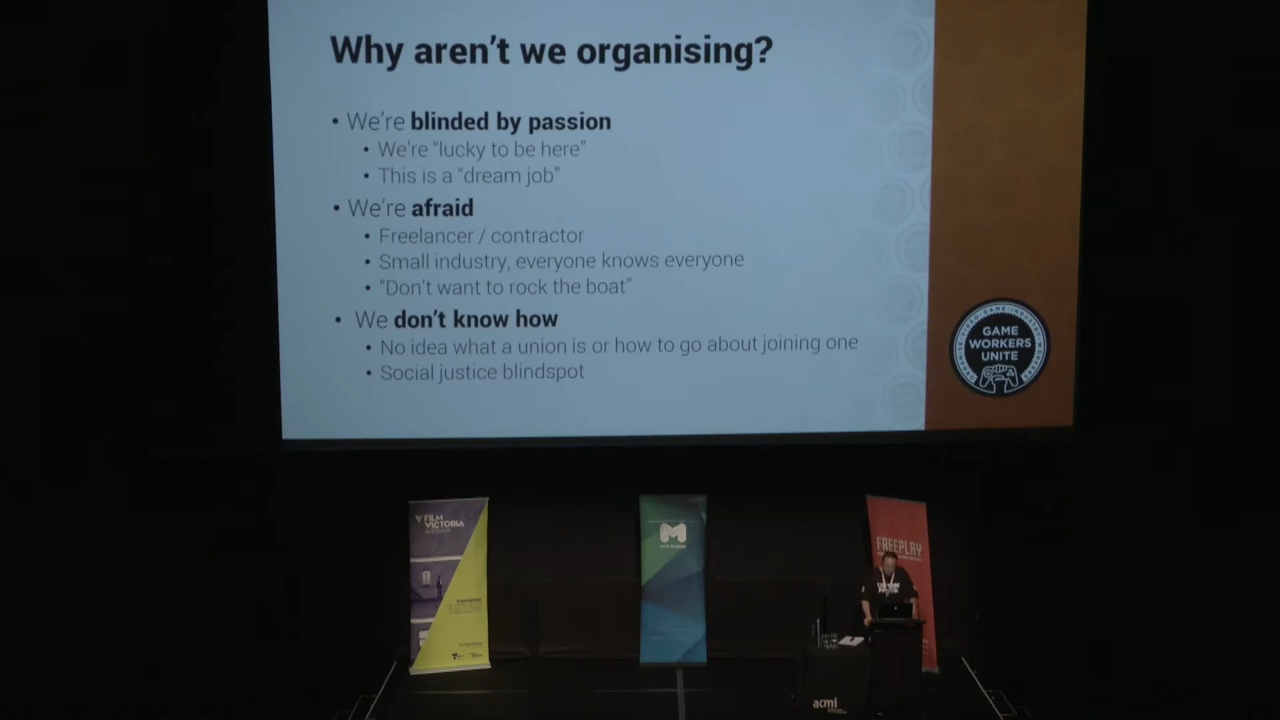 Why aren't we organising?
• We're blinded by passion
• We're "lucky to be here"
• This is a "dream job"
• We're afraid
• Freelancer / contractor
• Small industry, everyone knows everyone
• "Don't want to rock the boat"
• We don't know how
• No idea what a union is or how to go about joining one
• Social justice blindspot
GAME
WORKERS
UNITE
FILM
VICTORIA
FREEPLAY
acmi